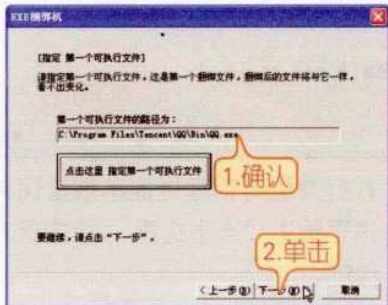 EXE捆绑机
[指定 第一个可执行文件]
请指定第一个可执行文件，这是第一个捆绑文件，捆绑后的文件将与它一样，
看不出变化。
第一个可执行文件的路径为：
C:\Program Files\Tencent\QQ\Bin\QQ.exe
点击这里 指定第一个可执行文件
1.确认
要继续，请点击“下一步”。
2.单击
<上一步(B) 下一步(N) 取消